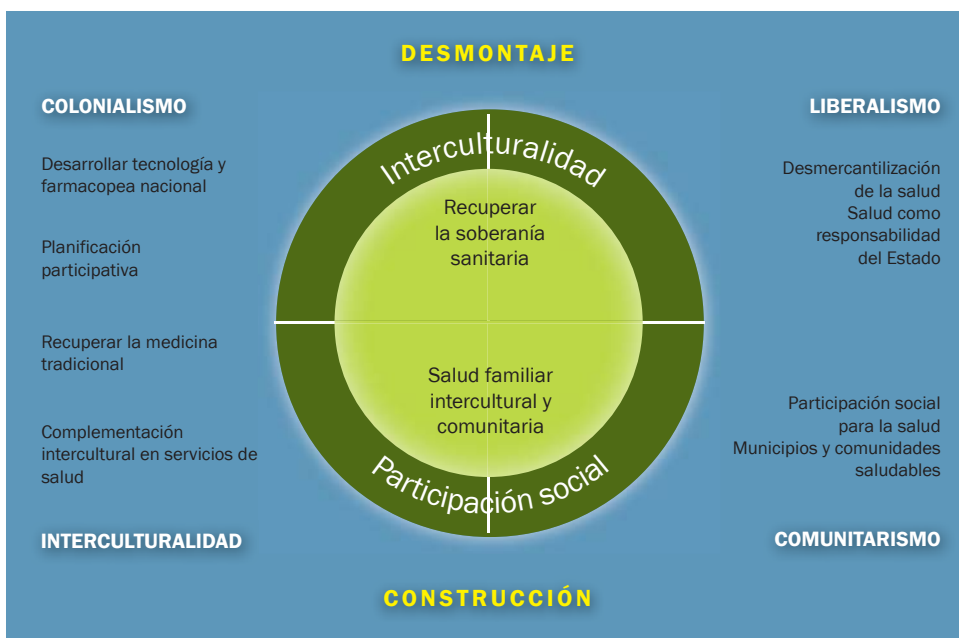 DESMONTAJE
COLONIALISMO
Desarrollar tecnología y
farmacopea nacional
Planificación
participativa
Recuperar la medicina
tradicional
Complementación
intercultural en servicios de
salud
INTERCULTURALIDAD
Interculturalidad
Recuperar
la soberanía
sanitaria
Salud familiar
intercultural y
comunitaria
Participación social
LIBERALISMO
Desmercantilización
de la salud
Salud como
responsabilidad
del Estado
Participación social
para la salud
Municipios y comunidades
saludables
COMUNITARISMO
CONSTRUCCIÓN